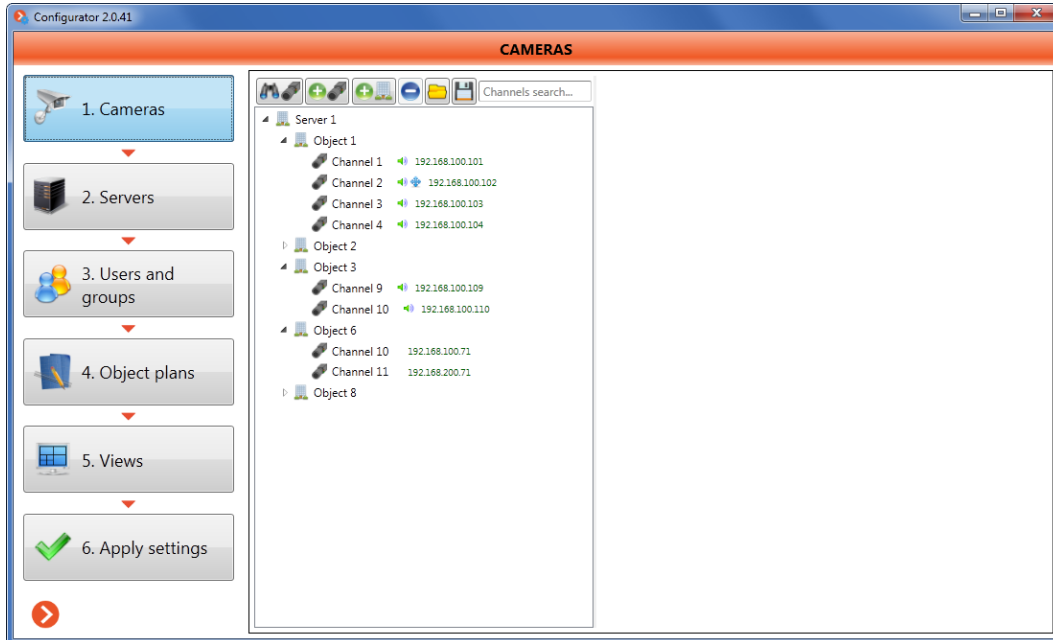 Configurator 2.0.41
CAMERAS
1. Cameras
2. Servers
3. Users and
groups
4. Object plans
5. Views
6. Apply settings
Channels search...
Server 1
Object 1
Channel 1 192.168.100.101
Channel 2 192.168.100.102
Channel 3 192.168.100.103
Channel 4 192.168.100.104
Object 2
Object 3
Channel 9 192.168.100.109
Channel 10 192.168.100.110
Object 6
Channel 10 192.168.100.71
Channel 11 192.168.200.71
Object 8